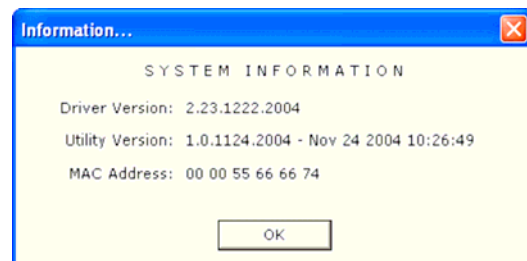 Information...
SYSTEM INFORMATION
Driver Version: 2.23.1222.2004
Utility Version: 1.0.1124.2004 - Nov 24 2004 10:26:49
MAC Address: 00 00 55 66 66 74
OK